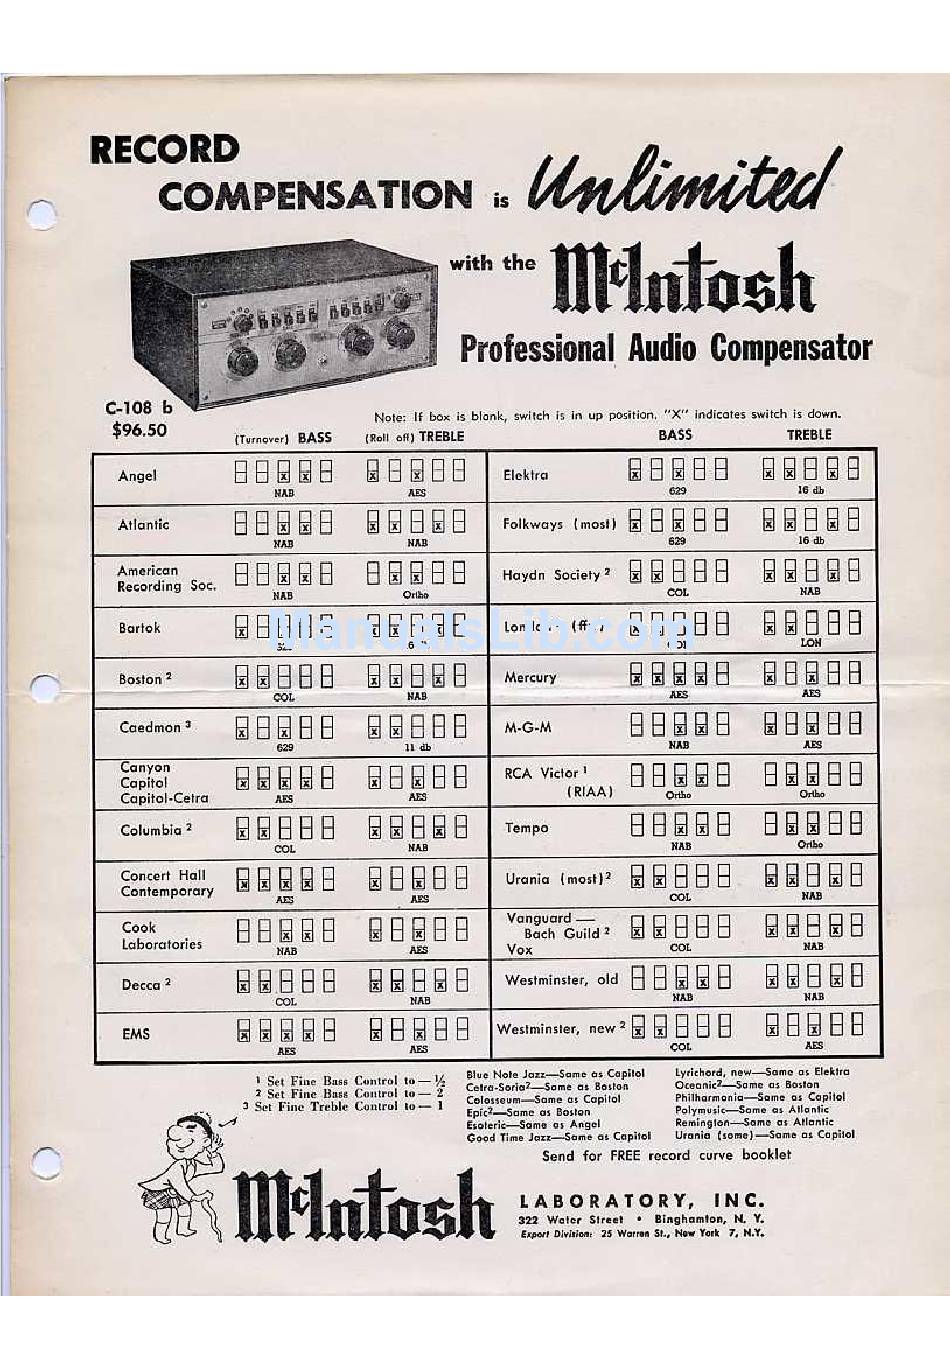 RECORD
COMPENSATION is Unlimited
with the McIntosh
Professional Audio Compensator
C-108 b
$96.50
Note: If box is blank, switch is in up position. "X" indicates switch is down.
(Turnover) BASS (Roll off) TREBLE BASS TREBLE
Angel
NAB AES
Elektra
629 16 db
Atlantic
NAB NAB
Folkways (most)
629 16 db
American
Recording Soc.
NAB Ortho
Haydn Society 2
COL NAB
Bartok
London (ffrr)
COL LON
Boston 2
COL NAB
Mercury
AES AES
Caedmon 3
629 11 db
M-G-M
NAB AES
Canyon
Capitol
Capitol-Cetra
AES AES
RCA Victor 1
(RIAA)
Ortho Ortho
Columbia 2
COL NAB
Tempo
NAB Ortho
Concert Hall
Contemporary
AES AES
Urania (most) 2
COL NAB
Cook
Laboratories
NAB AES
Vanguard —
Bach Guild 2
Vox
COL NAB
Decca 2
COL NAB
Westminster, old
NAB NAB
EMS
AES AES
Westminster, new 2
COL AES
1 Set Fine Bass Control to — ½
2 Set Fine Bass Control to — 2
3 Set Fine Treble Control to — 1
Blue Note Jazz—Same as Capitol
Cetra-Soria2—Same as Boston
Colosseum—Same as Capitol
Epic2—Same as Boston
Esoteric—Same as Angel
Good Time Jazz—Same as Capitol
Lyrichord, new—Same as Elektra
Oceanic2—Same as Boston
Philharmonia—Same as Capitol
Polymusic—Same as Atlantic
Remington—Same as Atlantic
Urania (some)—Same as Capitol
Send for FREE record curve booklet
McIntosh
LABORATORY, INC.
322 Water Street • Binghamton, N. Y.
Export Division: 25 Warren St., New York 7, N.Y.
ManualsLib.com